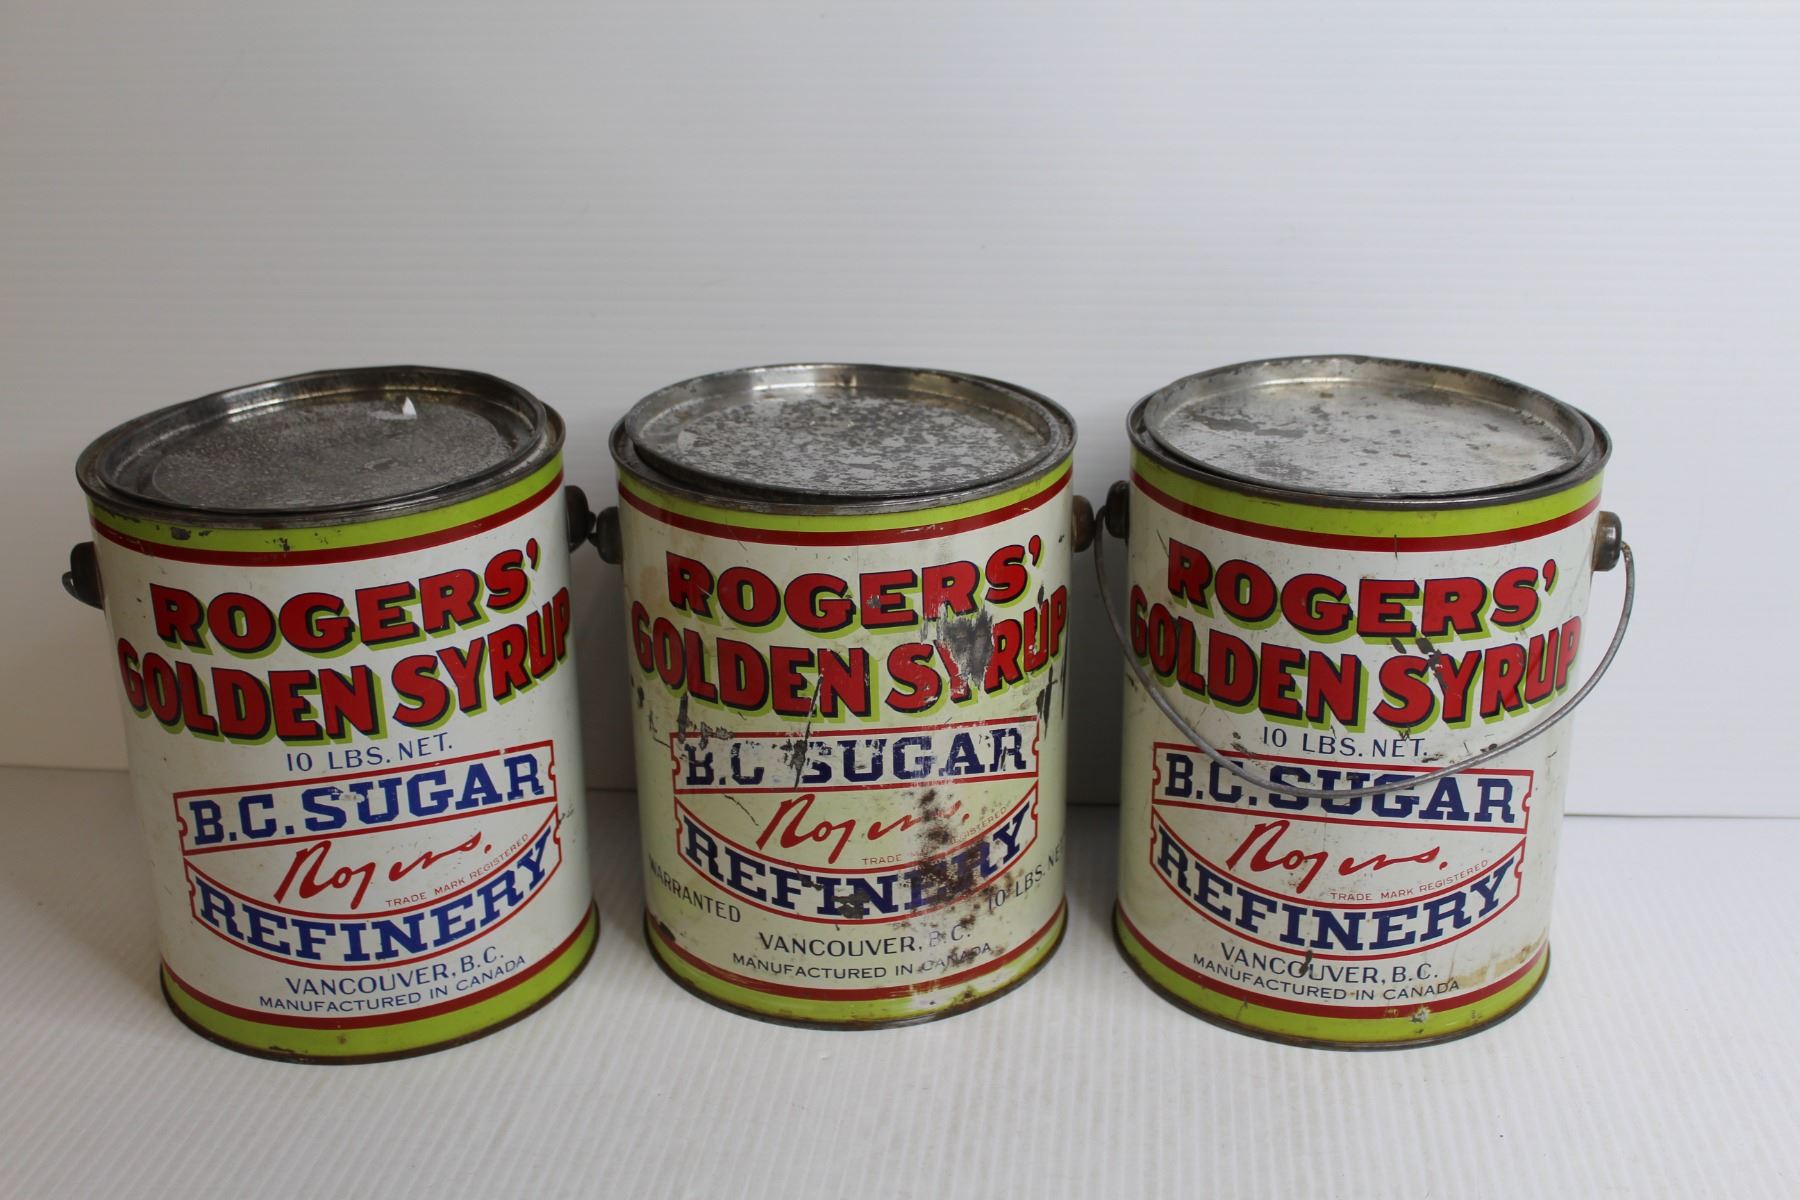 ROGERS'
GOLDEN SYRUP
10 LBS. NET.
B.C. SUGAR
Rogers.
TRADE MARK REGISTERED
REFINERY
VANCOUVER, B.C.
MANUFACTURED IN CANADA
ROGERS'
GOLDEN SYRUP
B.C. SUGAR
Rogers.
TRADE MARK REGISTERED
REFINERY
WARRANTED
10 LBS. NET
VANCOUVER, B.C.
MANUFACTURED IN CANADA
ROGERS'
GOLDEN SYRUP
10 LBS. NET.
B.C. SUGAR
Rogers.
TRADE MARK REGISTERED
REFINERY
VANCOUVER, B.C.
MANUFACTURED IN CANADA